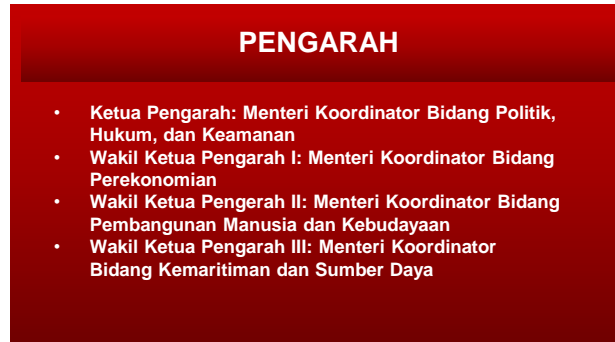 PENGARAH
• Ketua Pengarah: Menteri Koordinator Bidang Politik,
Hukum, dan Keamanan
• Wakil Ketua Pengarah I: Menteri Koordinator Bidang
Perekonomian
• Wakil Ketua Pengerah II: Menteri Koordinator Bidang
Pembangunan Manusia dan Kebudayaan
• Wakil Ketua Pengarah III: Menteri Koordinator
Bidang Kemaritiman dan Sumber Daya